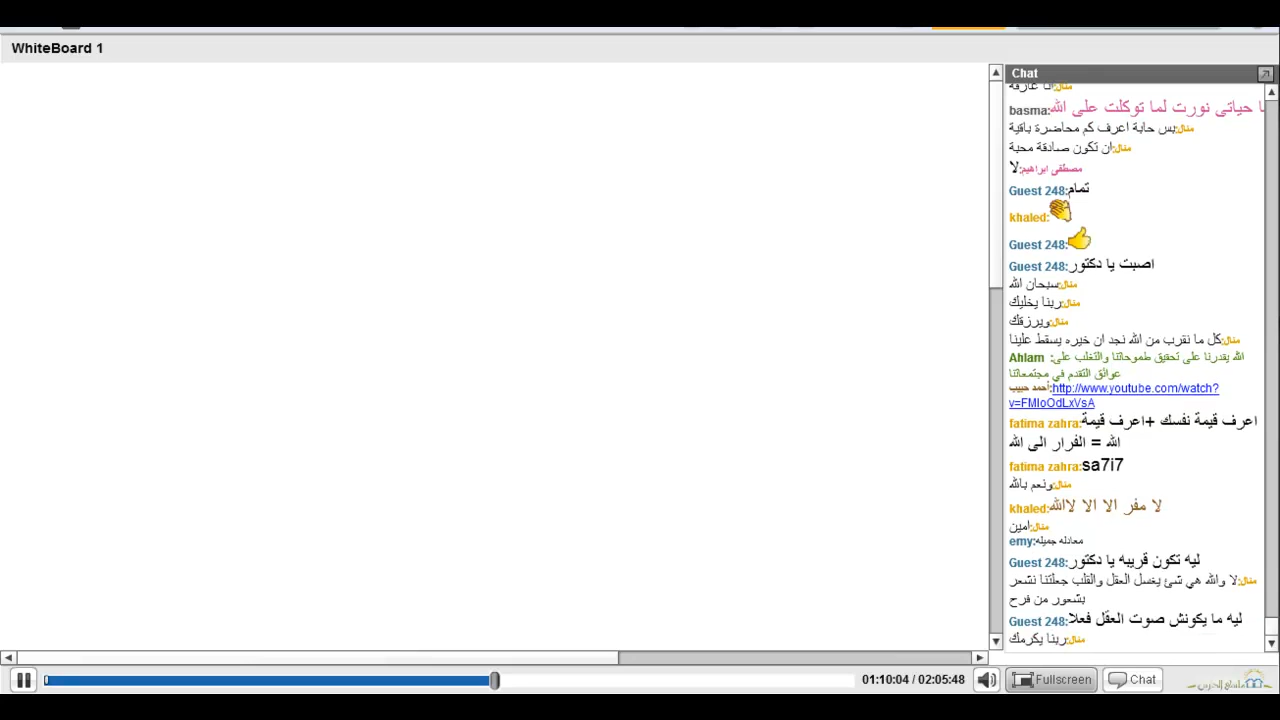 WhiteBoard 1
Chat
منال:
basma:ا حياتى نورت لما توكلت على الله
منال:بس حابة اعرف كم محاضرة باقية
منال:ان تكون صادقة محبة
مصطفى ابراهيم:لا
Guest 248:تمام
khaled:
Guest 248:
Guest 248:اصبت يا دكتور
منال:سبحان الله
منال:ربنا يخليك
منال:ويرزقك
منال:كل ما نقرب من الله نجد ان خيره يسقط علينا
Ahlam :الله يقدرنا على تحقيق طموحاتنا والتغلب على
عوائق التقدم في مجتمعاتنا
أحمد حبيب:http://www.youtube.com/watch?
v=FMloOdLxVsA
fatima zahra:اعرف قيمة نفسك +اعرف قيمة
الله = الفرار الى الله
fatima zahra:sa7i7
منال:ونعم بالله
khaled:لا مفر الا الا لاالله
منال:امين
emy:معادله جميله
Guest 248:ليه تكون قريبه يا دكتور
منال:لا والله هي شئ يغسل العقل والقلب جعلتنا نشعر
بشعور من فرح
Guest 248:ليه ما يكونش صوت العقل فعلا
منال:ربنا يكرمك
01:10:04 / 02:05:48
Fullscreen
Chat